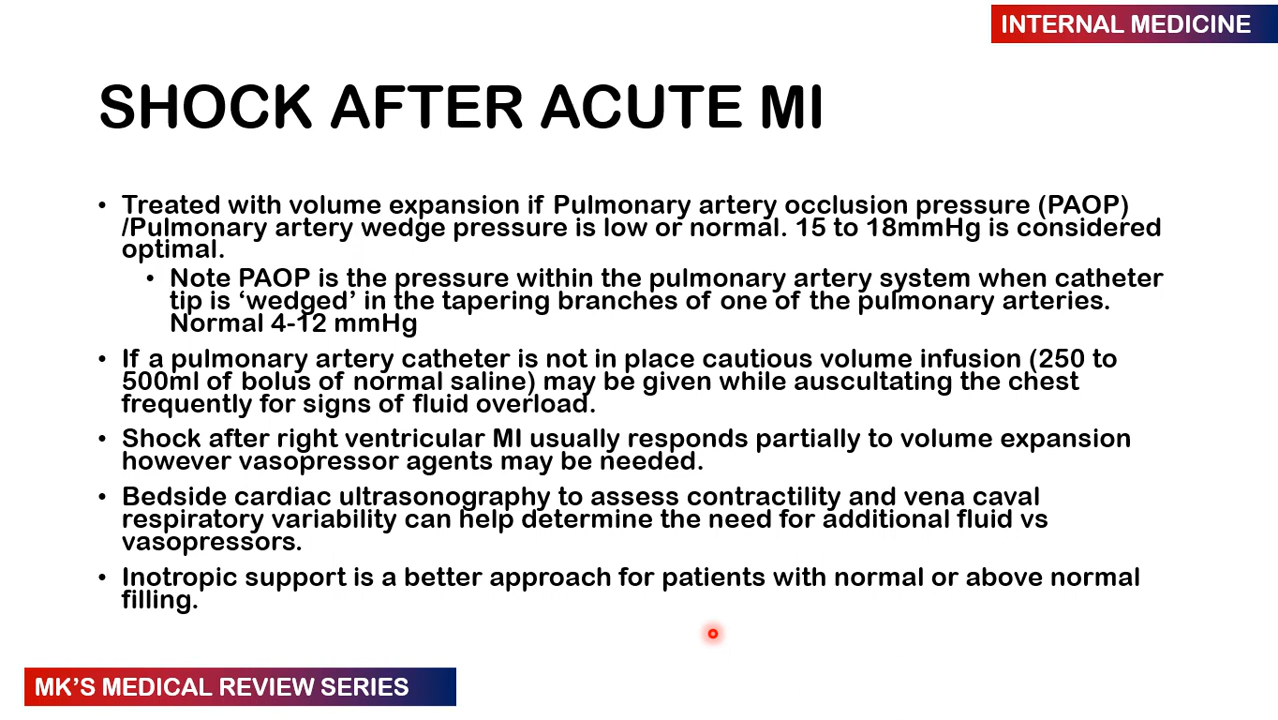 INTERNAL MEDICINE
SHOCK AFTER ACUTE MI
• Treated with volume expansion if Pulmonary artery occlusion pressure (PAOP)
/Pulmonary artery wedge pressure is low or normal. 15 to 18mmHg is considered
optimal.
• Note PAOP is the pressure within the pulmonary artery system when catheter
tip is ‘wedged’ in the tapering branches of one of the pulmonary arteries.
Normal 4-12 mmHg
• If a pulmonary artery catheter is not in place cautious volume infusion (250 to
500ml of bolus of normal saline) may be given while auscultating the chest
frequently for signs of fluid overload.
• Shock after right ventricular MI usually responds partially to volume expansion
however vasopressor agents may be needed.
• Bedside cardiac ultrasonography to assess contractility and vena caval
respiratory variability can help determine the need for additional fluid vs
vasopressors.
• Inotropic support is a better approach for patients with normal or above normal
filling.
MK’S MEDICAL REVIEW SERIES